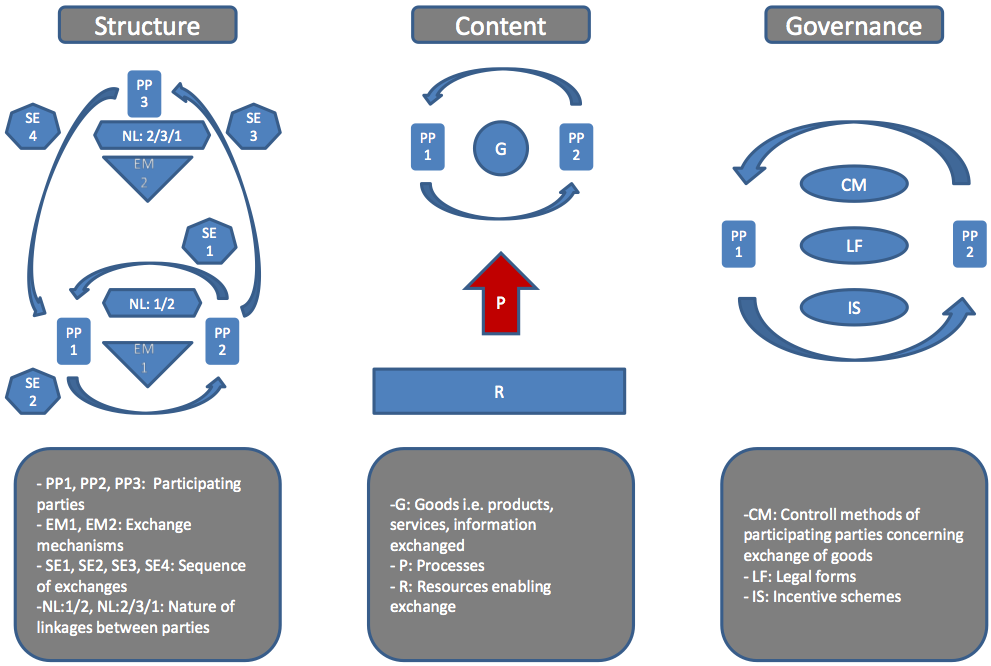 Structure
PP
3
SE
4
SE
3
NL: 2/3/1
EM
2
SE
1
NL: 1/2
PP
1
PP
2
EM
1
SE
2
- PP1, PP2, PP3:  Participating
parties
- EM1, EM2: Exchange
mechanisms
- SE1, SE2, SE3, SE4: Sequence
of exchanges
-NL:1/2, NL:2/3/1: Nature of
linkages between parties
Content
PP
1
G
PP
2
P
R
-G: Goods i.e. products,
services, information
exchanged
- P: Processes
- R: Resources enabling
exchange
Governance
CM
PP
1
LF
PP
2
IS
-CM: Controll methods of
participating parties concerning
exchange of goods
- LF: Legal forms
- IS: Incentive schemes